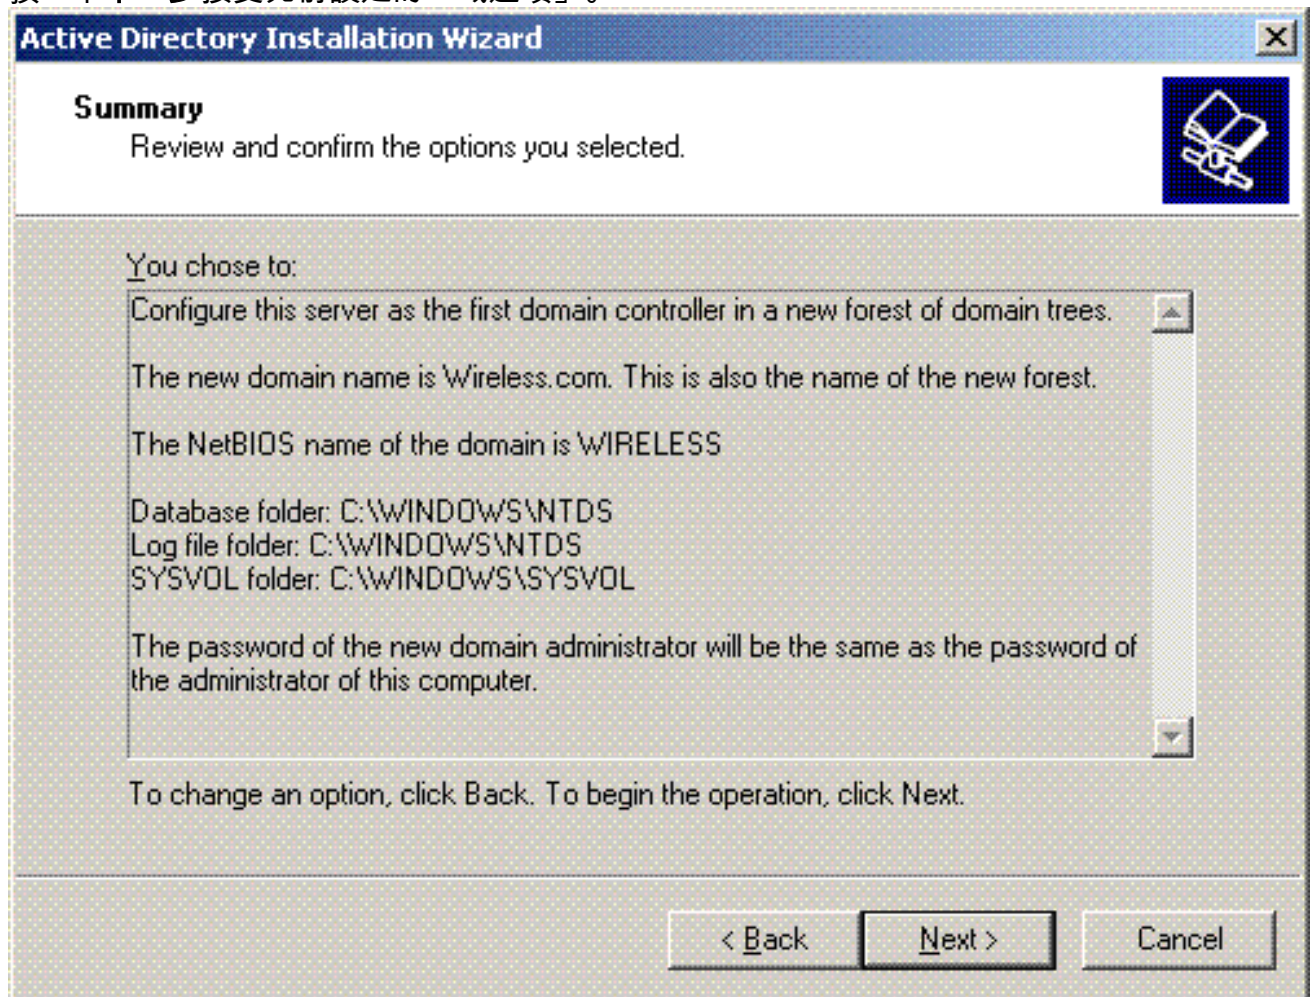 Active Directory Installation Wizard
Summary
Review and confirm the options you selected.
You chose to:
Configure this server as the first domain controller in a new forest of domain trees.
The new domain name is Wireless.com. This is also the name of the new forest.
The NetBIOS name of the domain is WIRELESS
Database folder: C:\WINDOWS\NTDS
Log file folder: C:\WINDOWS\NTDS
SYSVOL folder: C:\WINDOWS\SYSVOL
The password of the new domain administrator will be the same as the password of
the administrator of this computer.
To change an option, click Back. To begin the operation, click Next.
< Back
Next >
Cancel